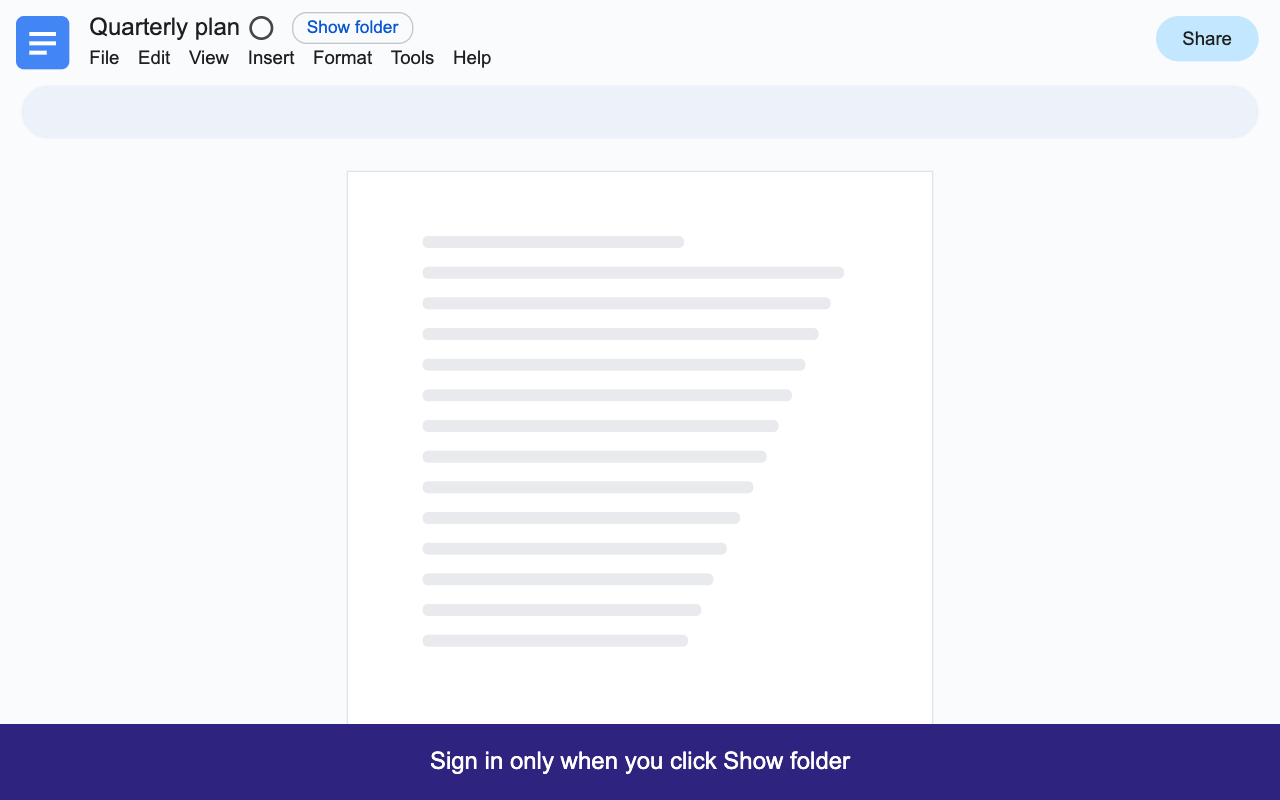 Quarterly plan
Show folder
Share
File Edit View Insert Format Tools Help
Sign in only when you click Show folder